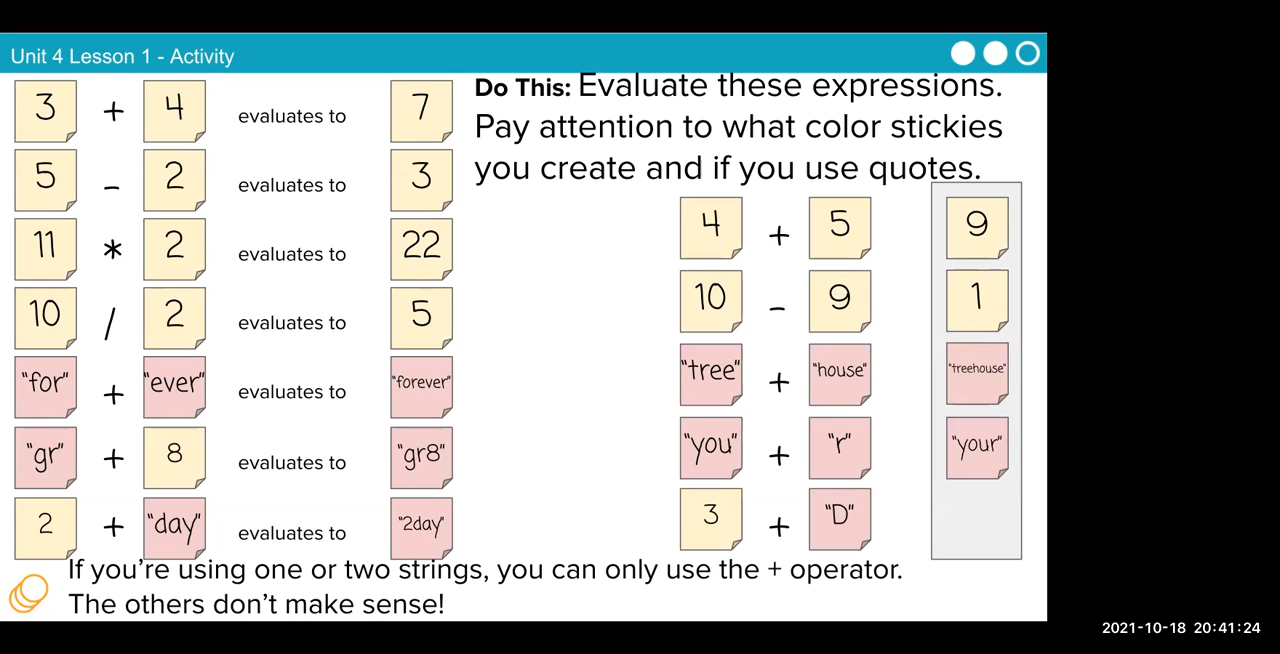 Unit 4 Lesson 1 - Activity
3 + 4 evaluates to 7
5 - 2 evaluates to 3
11 * 2 evaluates to 22
10 / 2 evaluates to 5
"for" + "ever" evaluates to "forever"
"gr" + 8 evaluates to "gr8"
2 + "day" evaluates to "2day"
Do This: Evaluate these expressions.
Pay attention to what color stickies
you create and if you use quotes.
4 + 5 9
10 - 9 1
"tree" + "house" "treehouse"
"you" + "r" "your"
3 + "D"
If you're using one or two strings, you can only use the + operator.
The others don't make sense!
2021-10-18 20:41:24